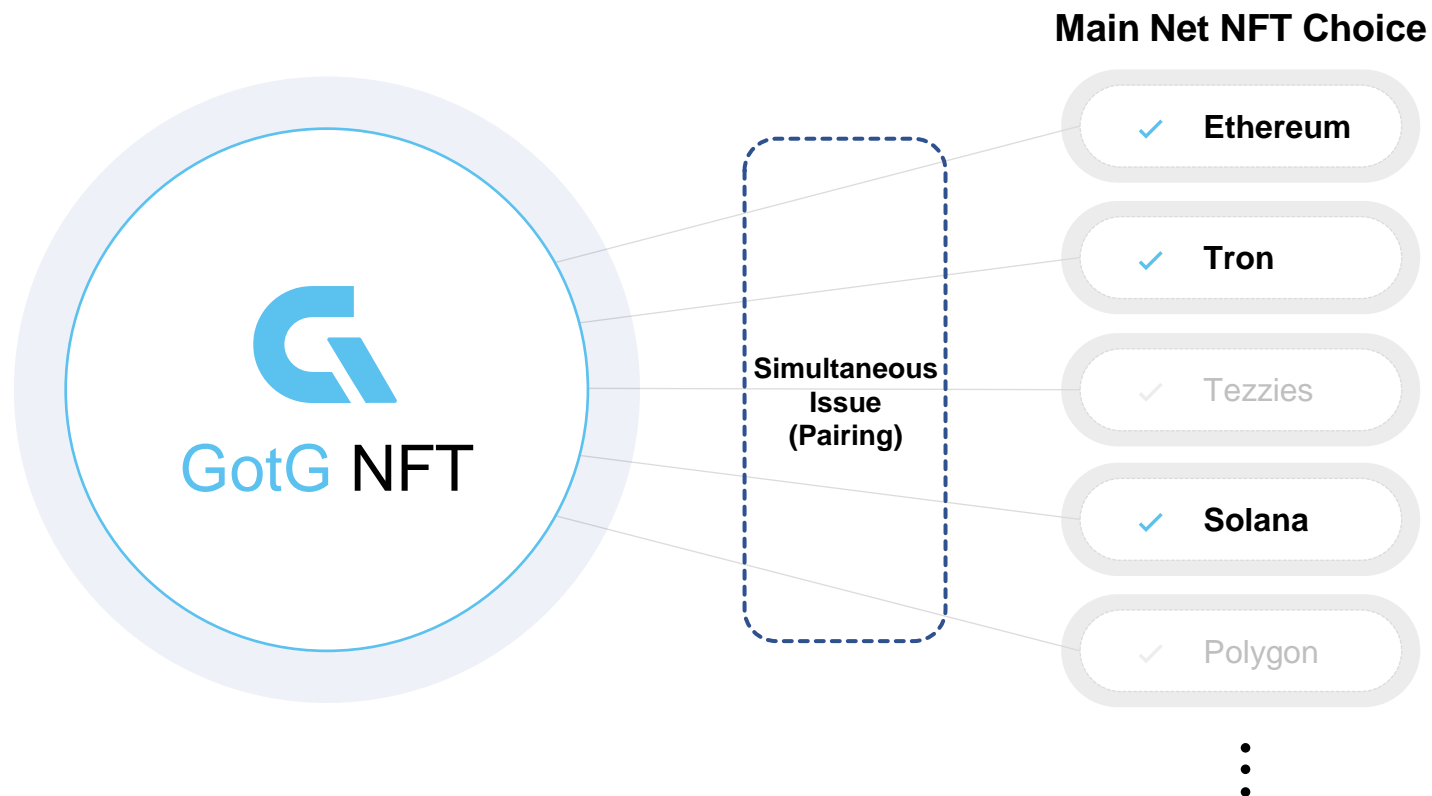 Main Net NFT Choice
Ethereum
Tron
Simultaneous
Issue
(Pairing)
Tezzies
GotG NFT
Solana
Polygon